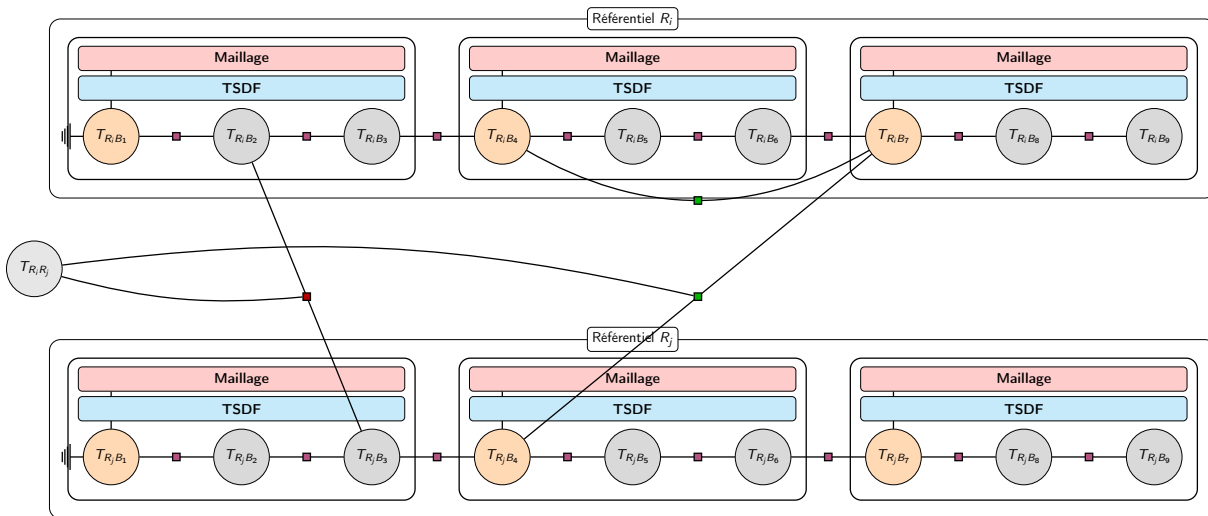 Référentiel R_i
Maillage Maillage Maillage
TSDF TSDF TSDF
T_{R_iB_1} T_{R_iB_2} T_{R_iB_3} T_{R_iB_4} T_{R_iB_5} T_{R_iB_6} T_{R_iB_7} T_{R_iB_8} T_{R_iB_9}
T_{R_iR_j}
Référentiel R_j
Maillage Maillage Maillage
TSDF TSDF TSDF
T_{R_jB_1} T_{R_jB_2} T_{R_jB_3} T_{R_jB_4} T_{R_jB_5} T_{R_jB_6} T_{R_jB_7} T_{R_jB_8} T_{R_jB_9}